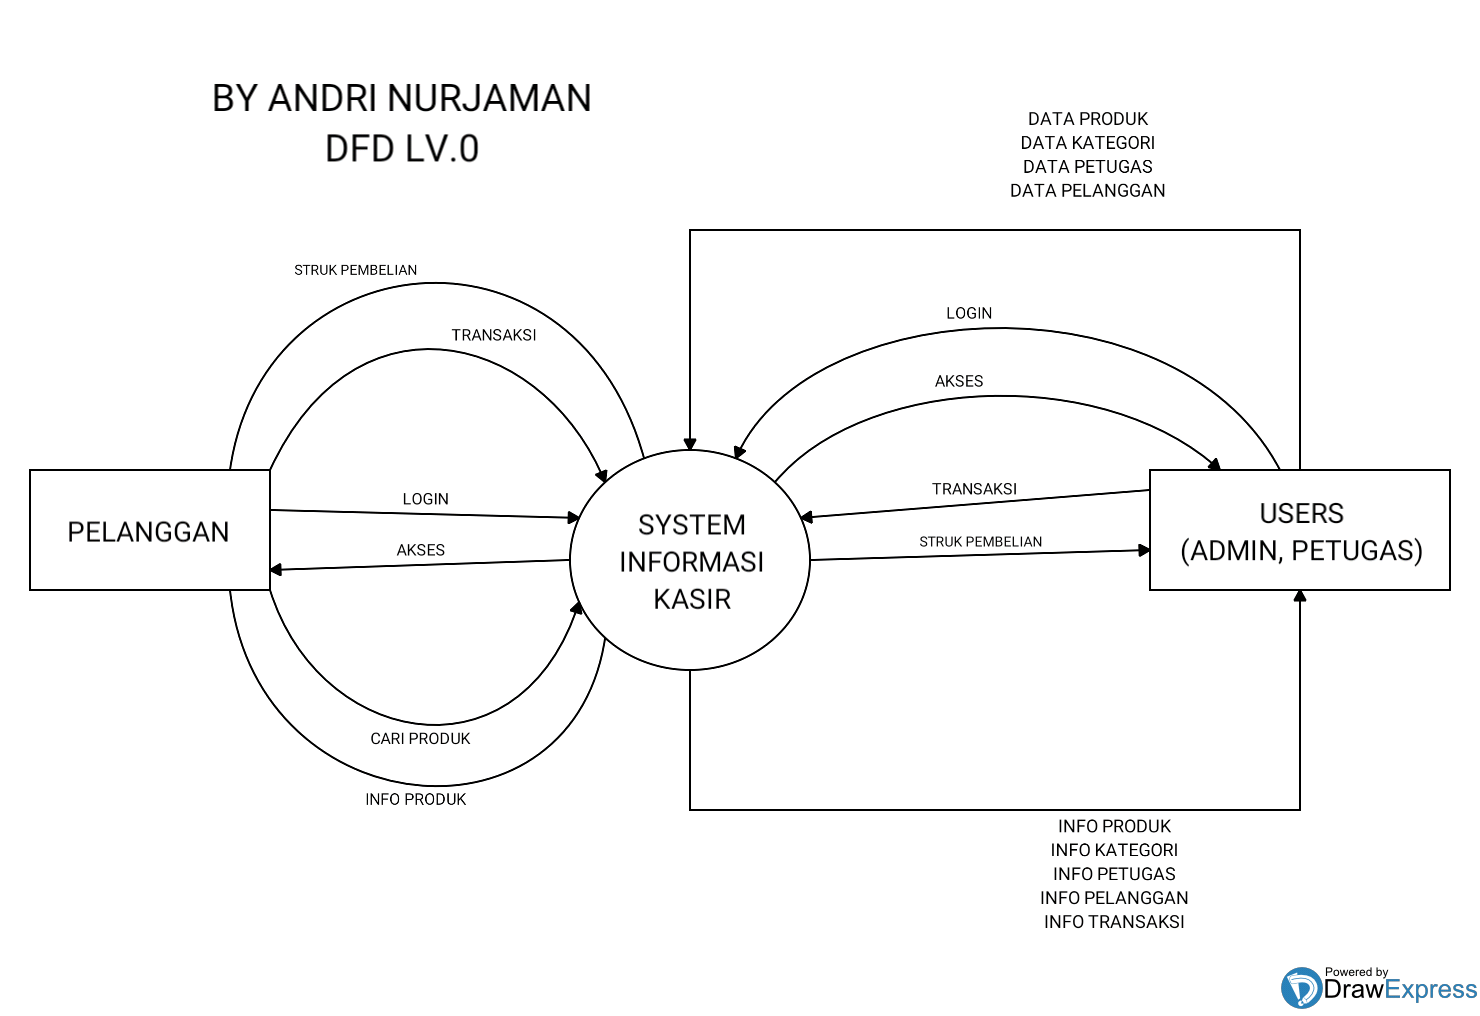 BY ANDRI NURJAMAN
DFD LV.0
DATA PRODUK
DATA KATEGORI
DATA PETUGAS
DATA PELANGGAN
STRUK PEMBELIAN
TRANSAKSI
LOGIN
AKSES
LOGIN
AKSES
TRANSAKSI
STRUK PEMBELIAN
PELANGGAN
SYSTEM
INFORMASI
KASIR
USERS
(ADMIN, PETUGAS)
CARI PRODUK
INFO PRODUK
INFO PRODUK
INFO KATEGORI
INFO PETUGAS
INFO PELANGGAN
INFO TRANSAKSI
Powered by
DrawExpress